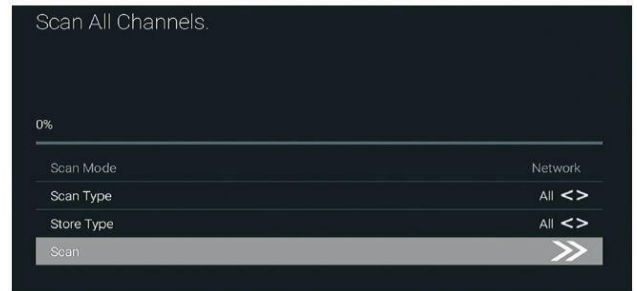 Scan All Channels.
0%
Scan Mode Network
Scan Type All <>
Store Type All <>
Scan >>